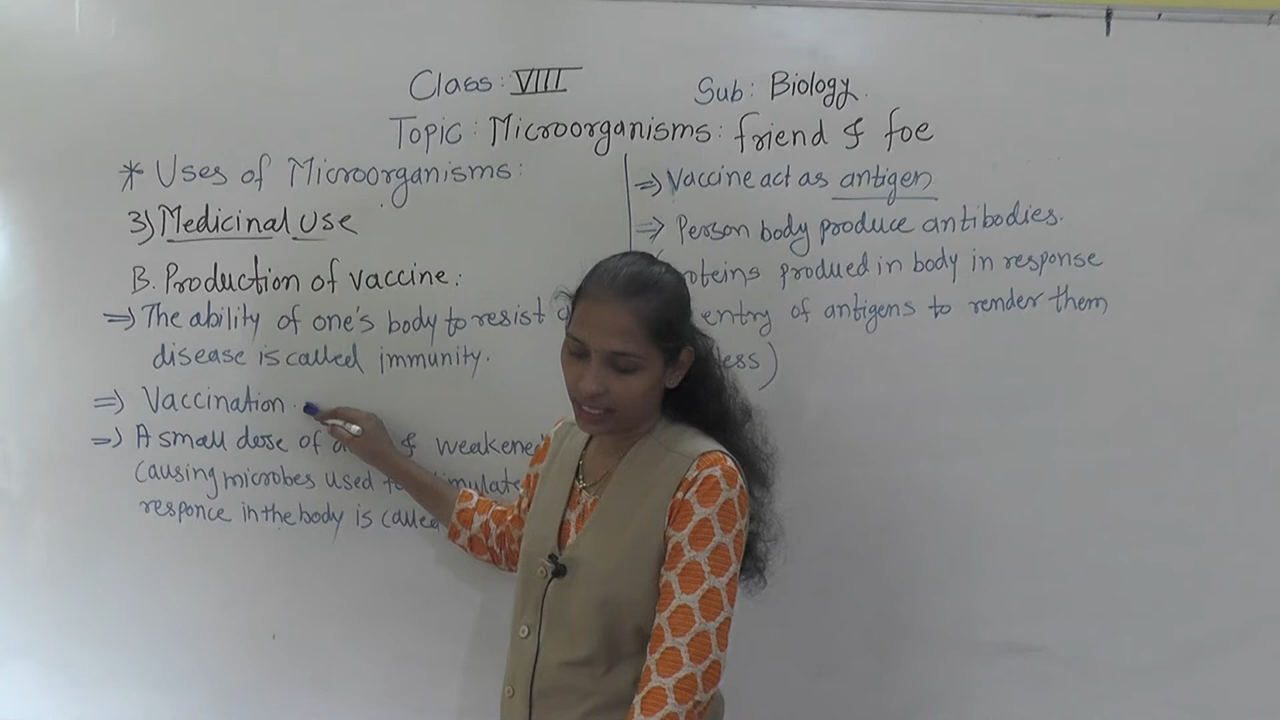 Class: VIII Sub: Biology.
Topic: Microorganisms: friend & foe
* Uses of Microorganisms:
3) Medicinal Use
B. Production of vaccine:
=> The ability of one's body to resist
disease is called immunity.
=> Vaccination.
=> A small dose of & weakened
causing microbes used
responce in the body is called
=> Vaccine act as antigen
=> Person body produce antibodies.
produed in body in response
entry of antigens to render them